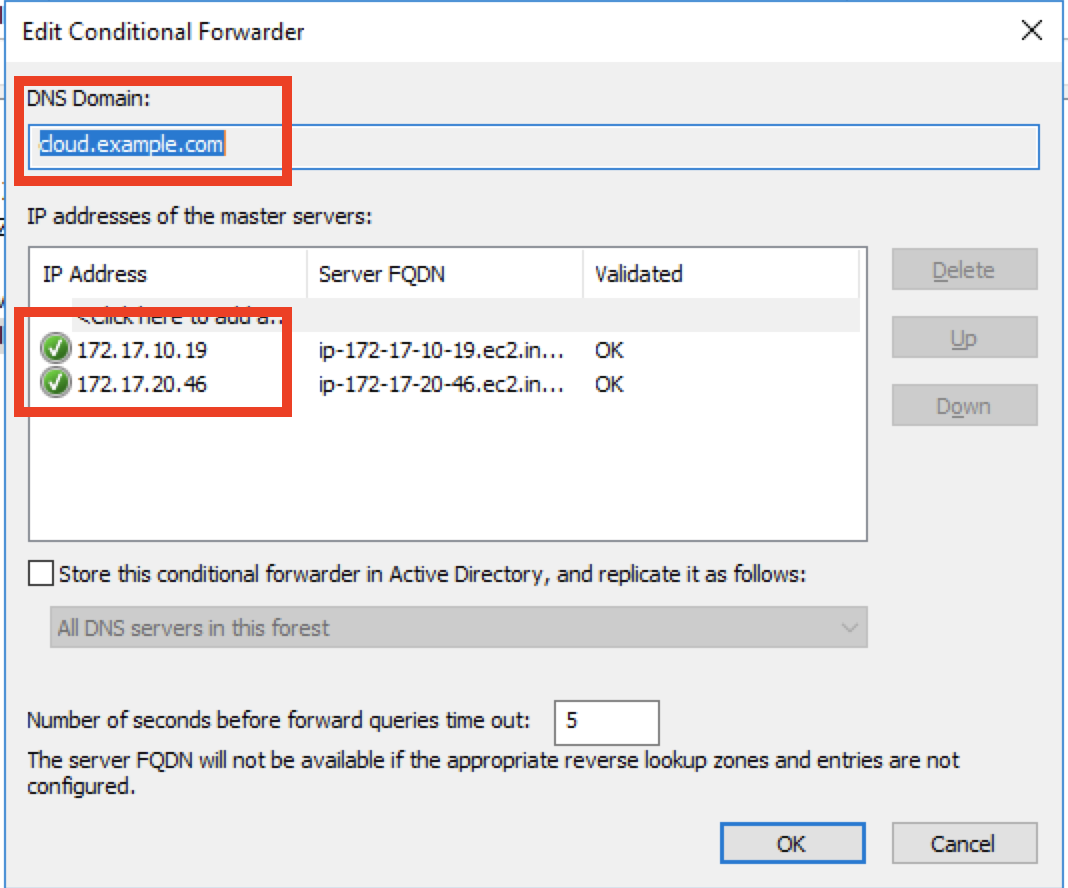 Edit Conditional Forwarder
DNS Domain:
cloud.example.com
IP addresses of the master servers:
IP Address Server FQDN Validated
<Click here to add a..
172.17.10.19 ip-172-17-10-19.ec2.in... OK
172.17.20.46 ip-172-17-20-46.ec2.in... OK
Delete
Up
Down
Store this conditional forwarder in Active Directory, and replicate it as follows:
All DNS servers in this forest
Number of seconds before forward queries time out: 5
The server FQDN will not be available if the appropriate reverse lookup zones and entries are not
configured.
OK Cancel